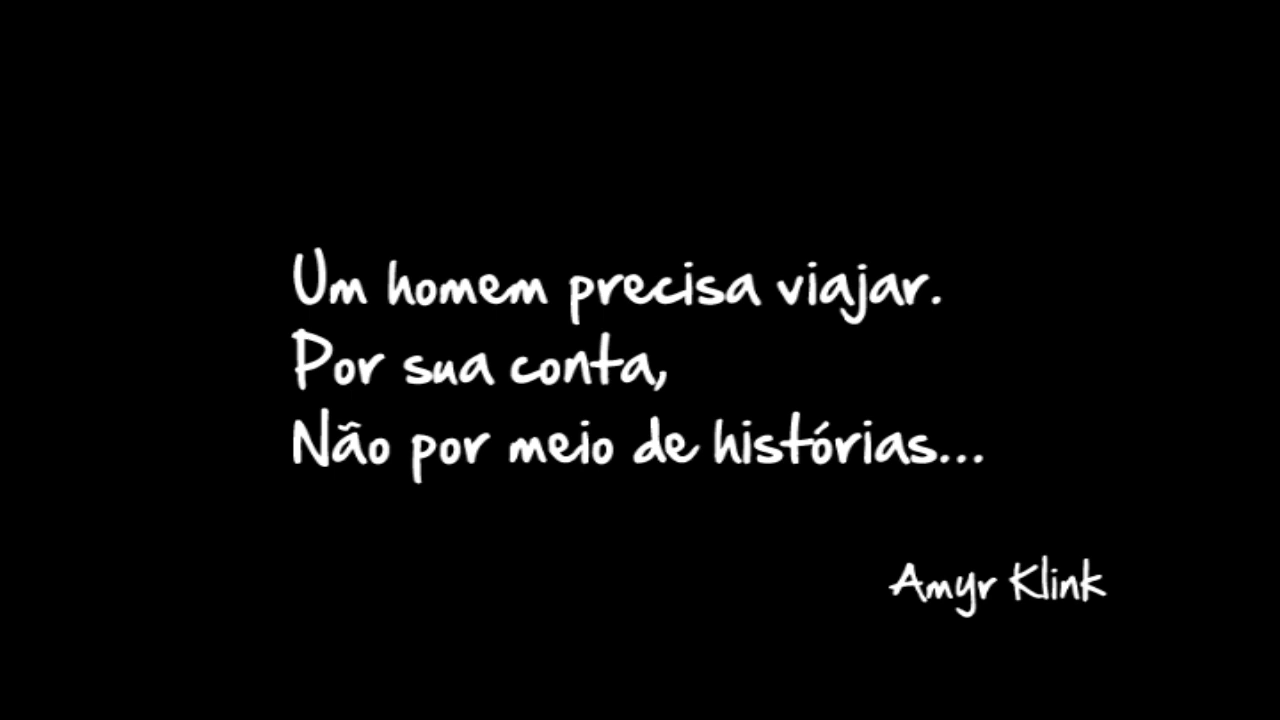 Um homem precisa viajar.
Por sua conta,
Não por meio de histórias...
Amyr Klink